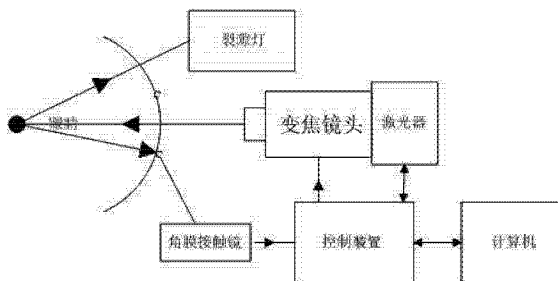 裂隙灯
眼睛
变焦镜头
激光器
角膜接触镜
控制装置
计算机